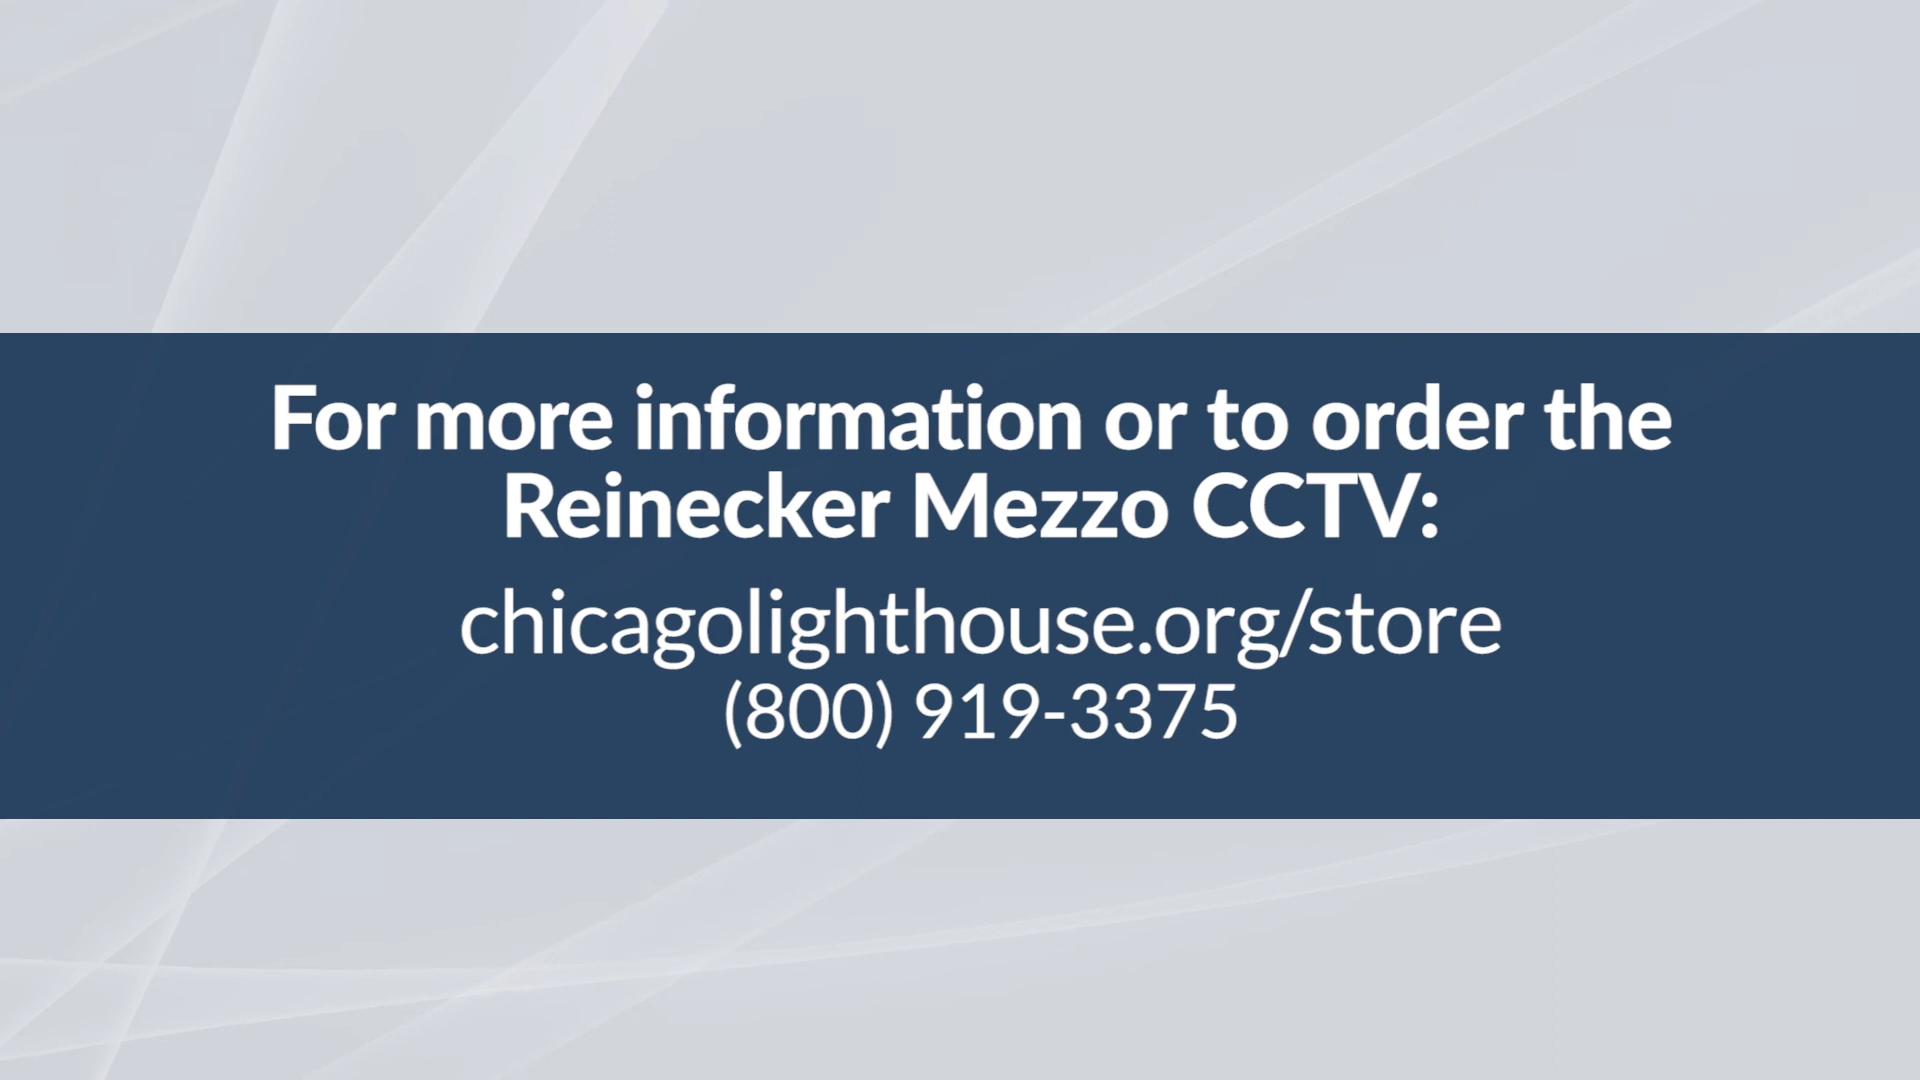 For more information or to order the
Reinecker Mezzo CCTV:
chicagolighthouse.org/store
(800) 919-3375